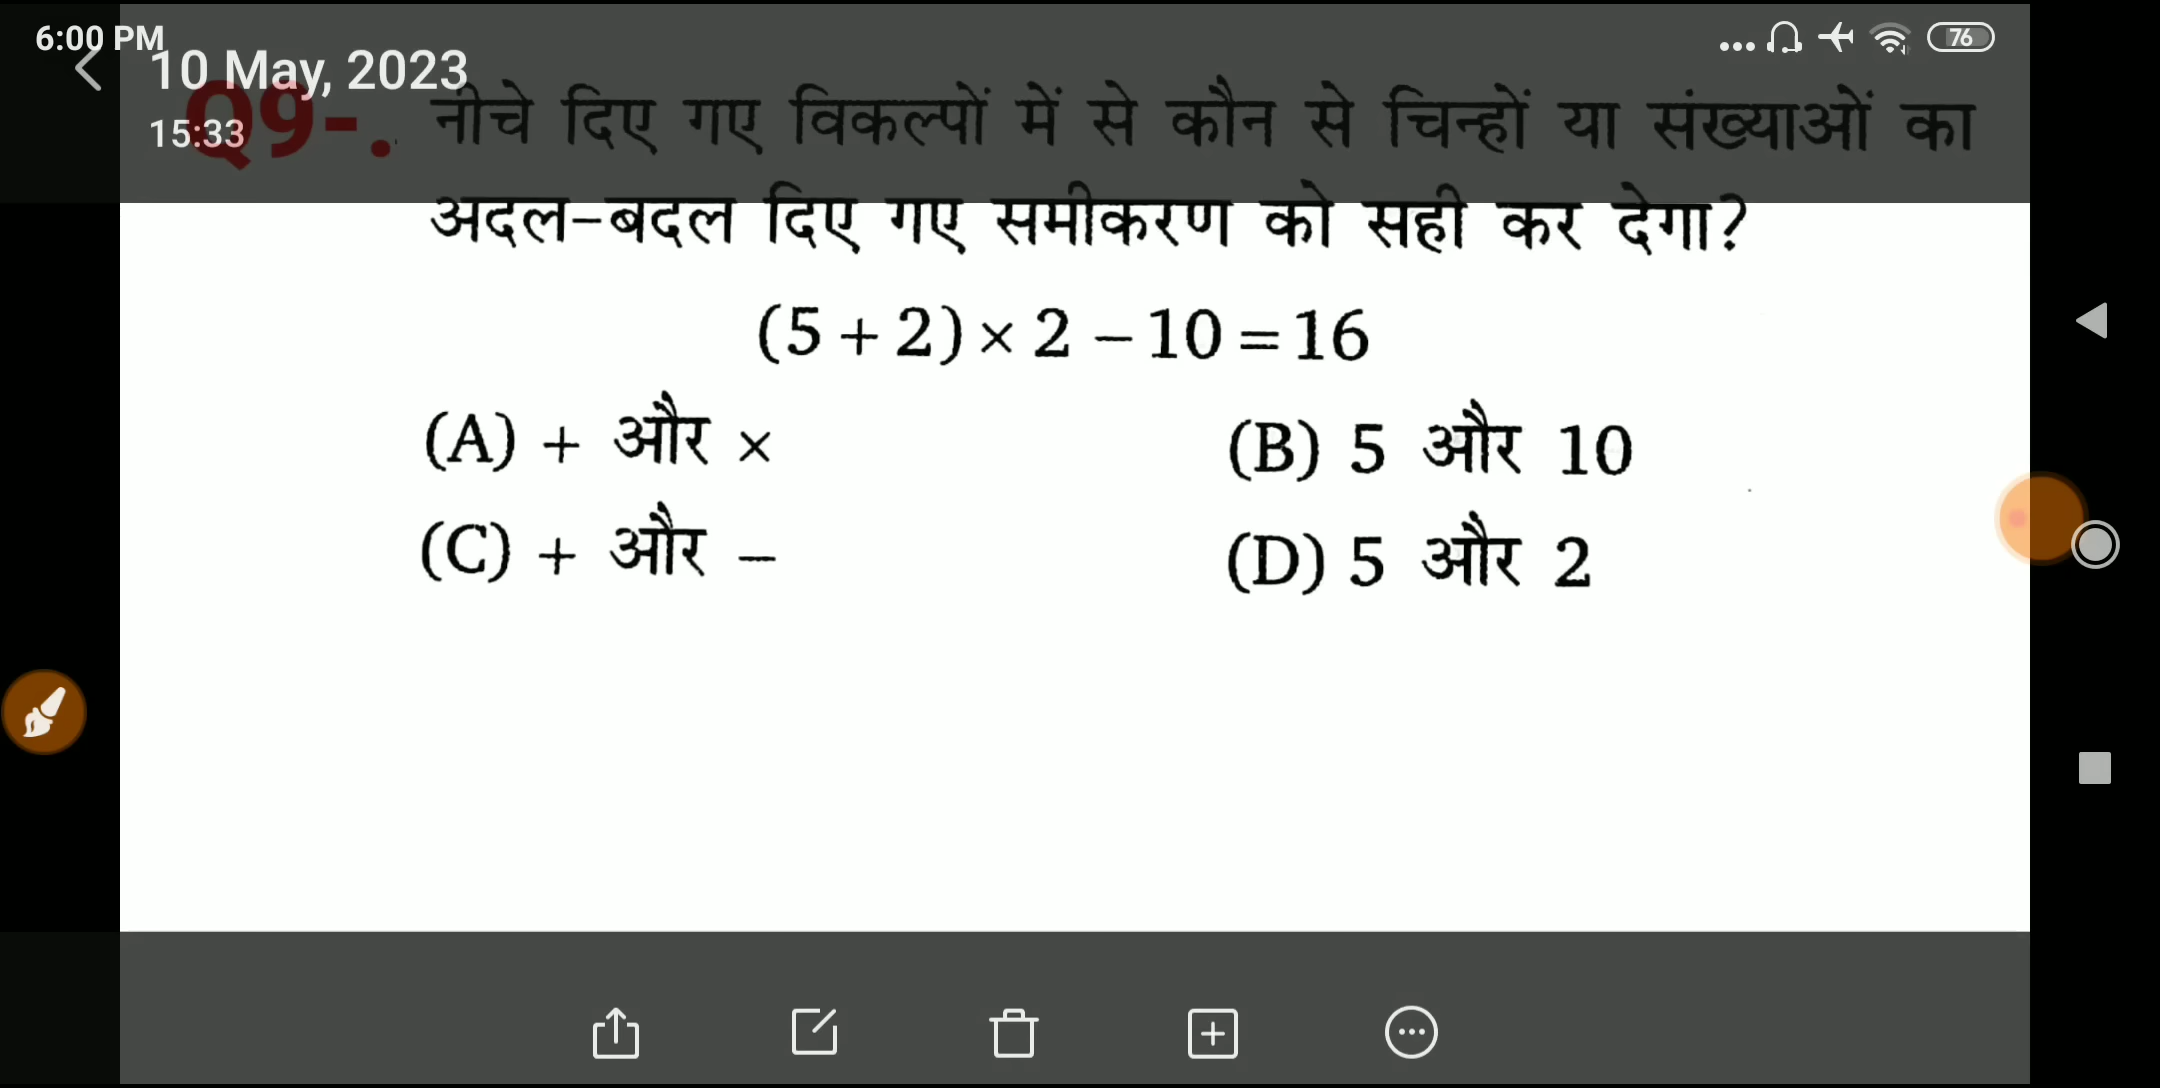 6:00 PM
76
10 May, 2023
15:33
Q9-. नीचे दिए गए विकल्पों में से कौन से चिन्हों या संख्याओं का
अदल-बदल दिए गए समीकरण को सही कर देगा?
(5 + 2) × 2 – 10 = 16
(A) + और ×
(B) 5 और 10
(C) + और –
(D) 5 और 2